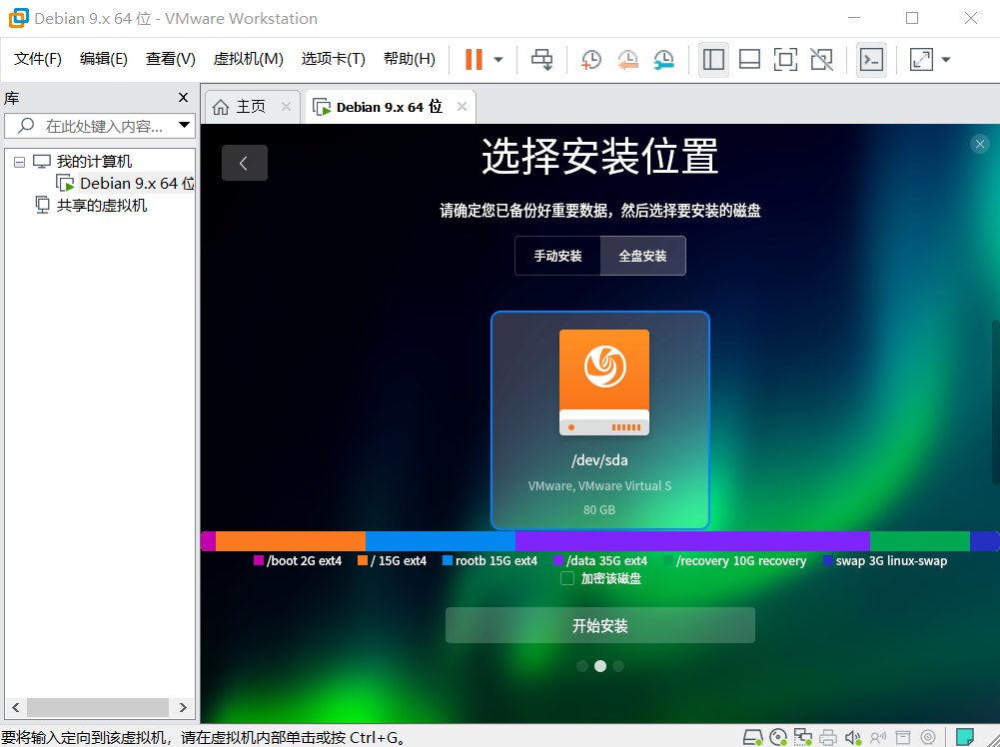 Debian 9.x 64 位 - VMware Workstation
文件(F) 编辑(E) 查看(V) 虚拟机(M) 选项卡(T) 帮助(H)
库
在此处键入内容...
我的计算机
Debian 9.x 64 位
共享的虚拟机
主页
Debian 9.x 64 位
选择安装位置
请确定您已备份好重要数据，然后选择要安装的磁盘
手动安装 全盘安装
/dev/sda
VMware, VMware Virtual S
80 GB
/boot 2G ext4 / 15G ext4 rootb 15G ext4 /data 35G ext4 /recovery 10G recovery swap 3G linux-swap
加密该磁盘
开始安装
要将输入定向到该虚拟机，请在虚拟机内部单击或按 Ctrl+G。